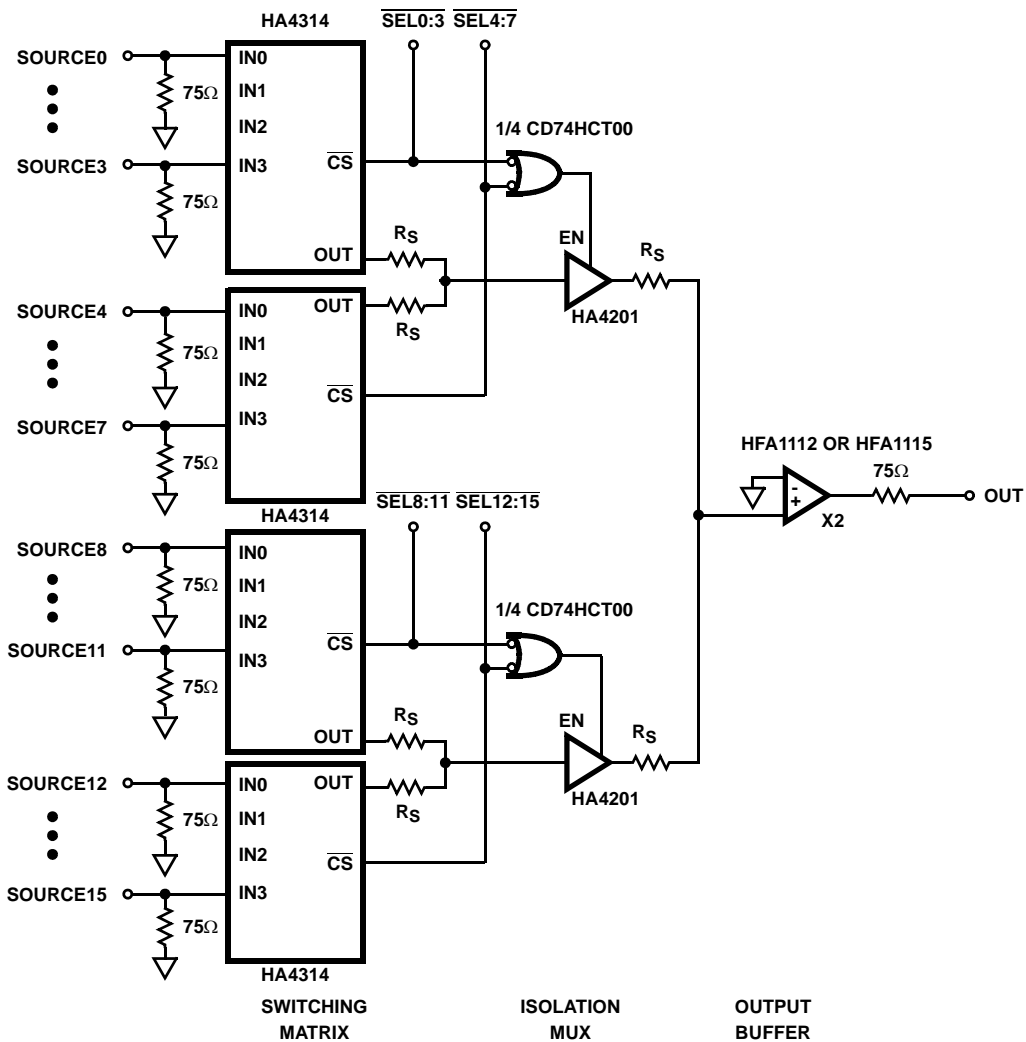 HA4314
SEL0:3 SEL4:7
SOURCE0
IN0
75Ω
IN1
IN2
1/4 CD74HCT00
SOURCE3
IN3
CS
75Ω
EN
RS
OUT
RS
SOURCE4
IN0
OUT
RS
HA4201
IN1
75Ω
IN2
CS
SOURCE7
IN3
75Ω
HFA1112 OR HFA1115
75Ω
-
+
OUT
X2
SEL8:11 SEL12:15
HA4314
SOURCE8
IN0
75Ω
IN1
IN2
1/4 CD74HCT00
SOURCE11
IN3
CS
75Ω
EN
RS
OUT
RS
SOURCE12
IN0
OUT
RS
HA4201
75Ω
IN1
IN2
CS
SOURCE15
IN3
75Ω
HA4314
SWITCHING
MATRIX
ISOLATION
MUX
OUTPUT
BUFFER